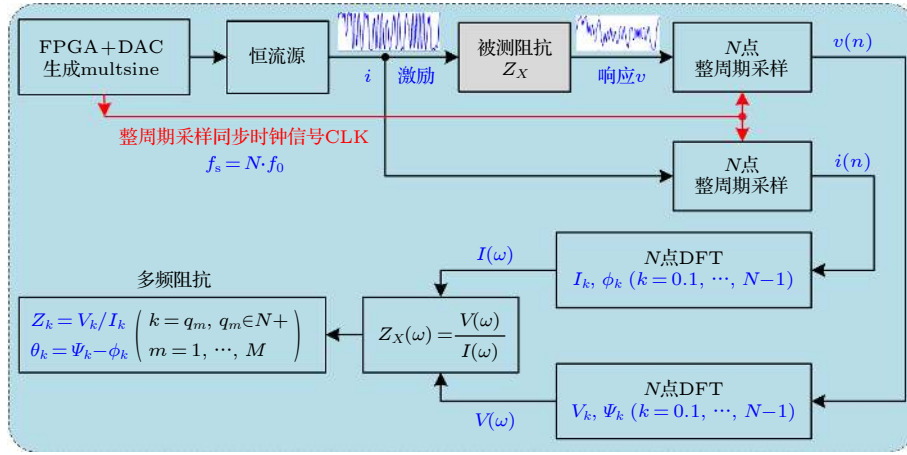 FPGA+DAC
生成multsine
恒流源
i
激励
被测阻抗
Z_X
响应v
N点
整周期采样
v(n)
整周期采样同步时钟信号CLK
f_s = N·f_0
N点
整周期采样
i(n)
N点DFT
I_k, ϕ_k (k = 0.1, ⋯, N−1)
I(ω)
多频阻抗
Z_k = V_k/I_k
θ_k = Ψ_k − ϕ_k
k = q_m, q_m ∈ N+
m = 1, ⋯, M
Z_X(ω) = V(ω)/I(ω)
V(ω)
N点DFT
V_k, Ψ_k (k = 0.1, ⋯, N−1)